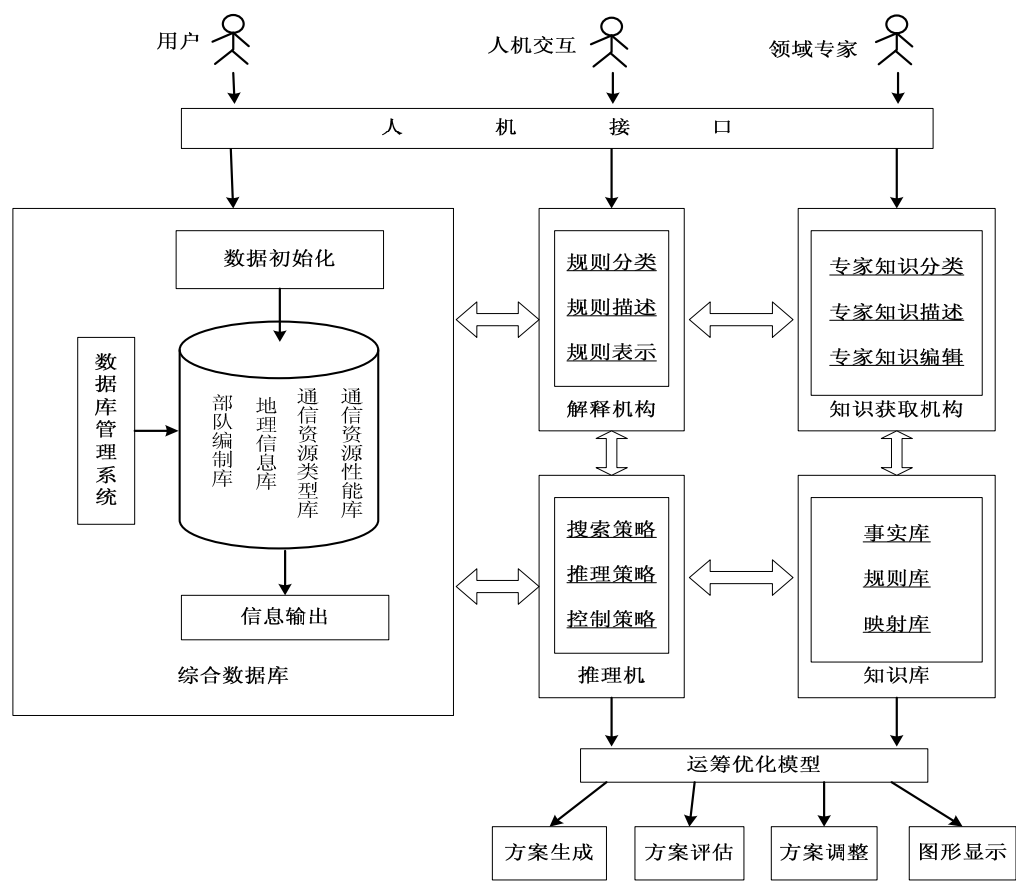 用户
人机交互
领域专家
人机接口
数据初始化
数据库管理系统
部队编制库
地理信息库
通信资源类型库
通信资源性能库
信息输出
综合数据库
规则分类
规则描述
规则表示
解释机构
专家知识分类
专家知识描述
专家知识编辑
知识获取机构
搜索策略
推理策略
控制策略
推理机
事实库
规则库
映射库
知识库
运筹优化模型
方案生成
方案评估
方案调整
图形显示